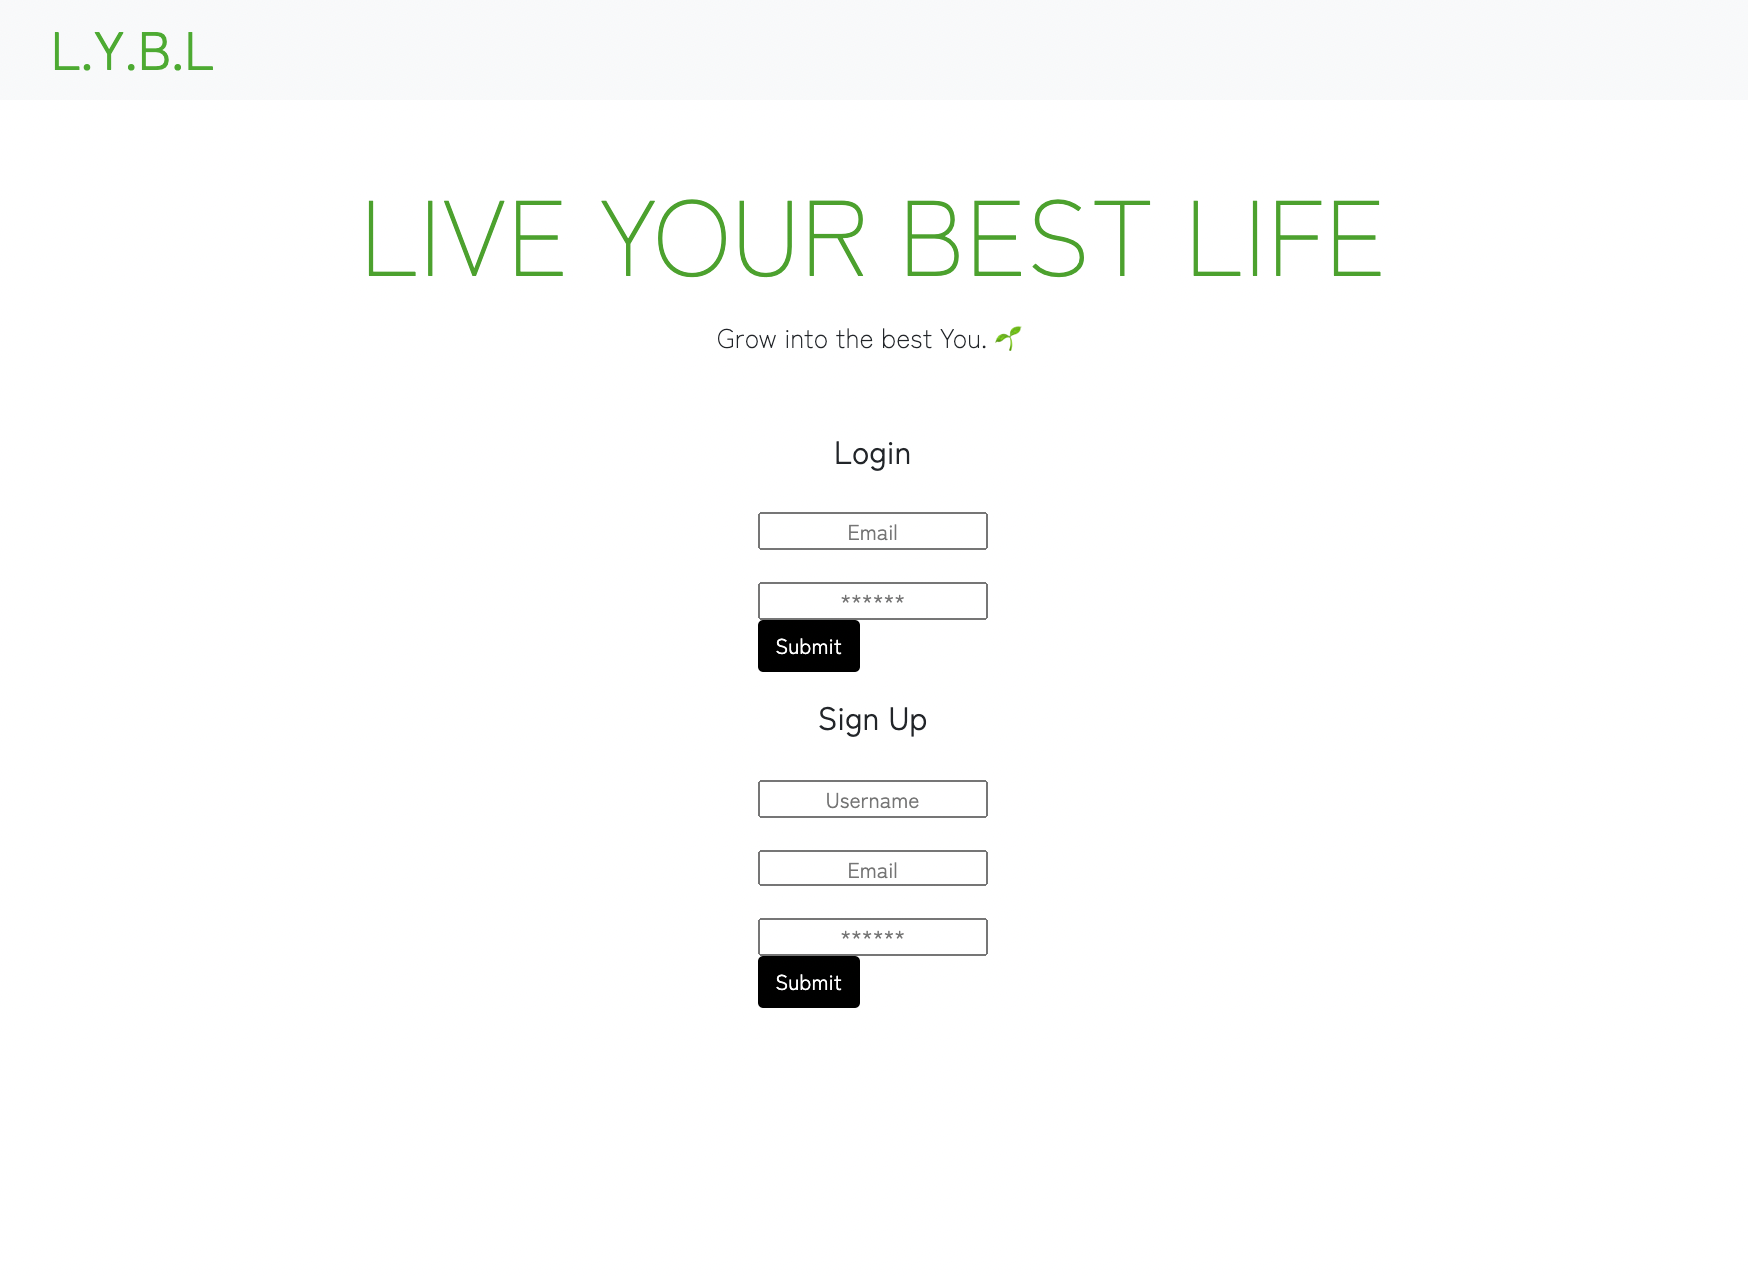 L.Y.B.L
LIVE YOUR BEST LIFE
Grow into the best You. 🌱
Login
Email
******
Submit
Sign Up
Username
Email
******
Submit